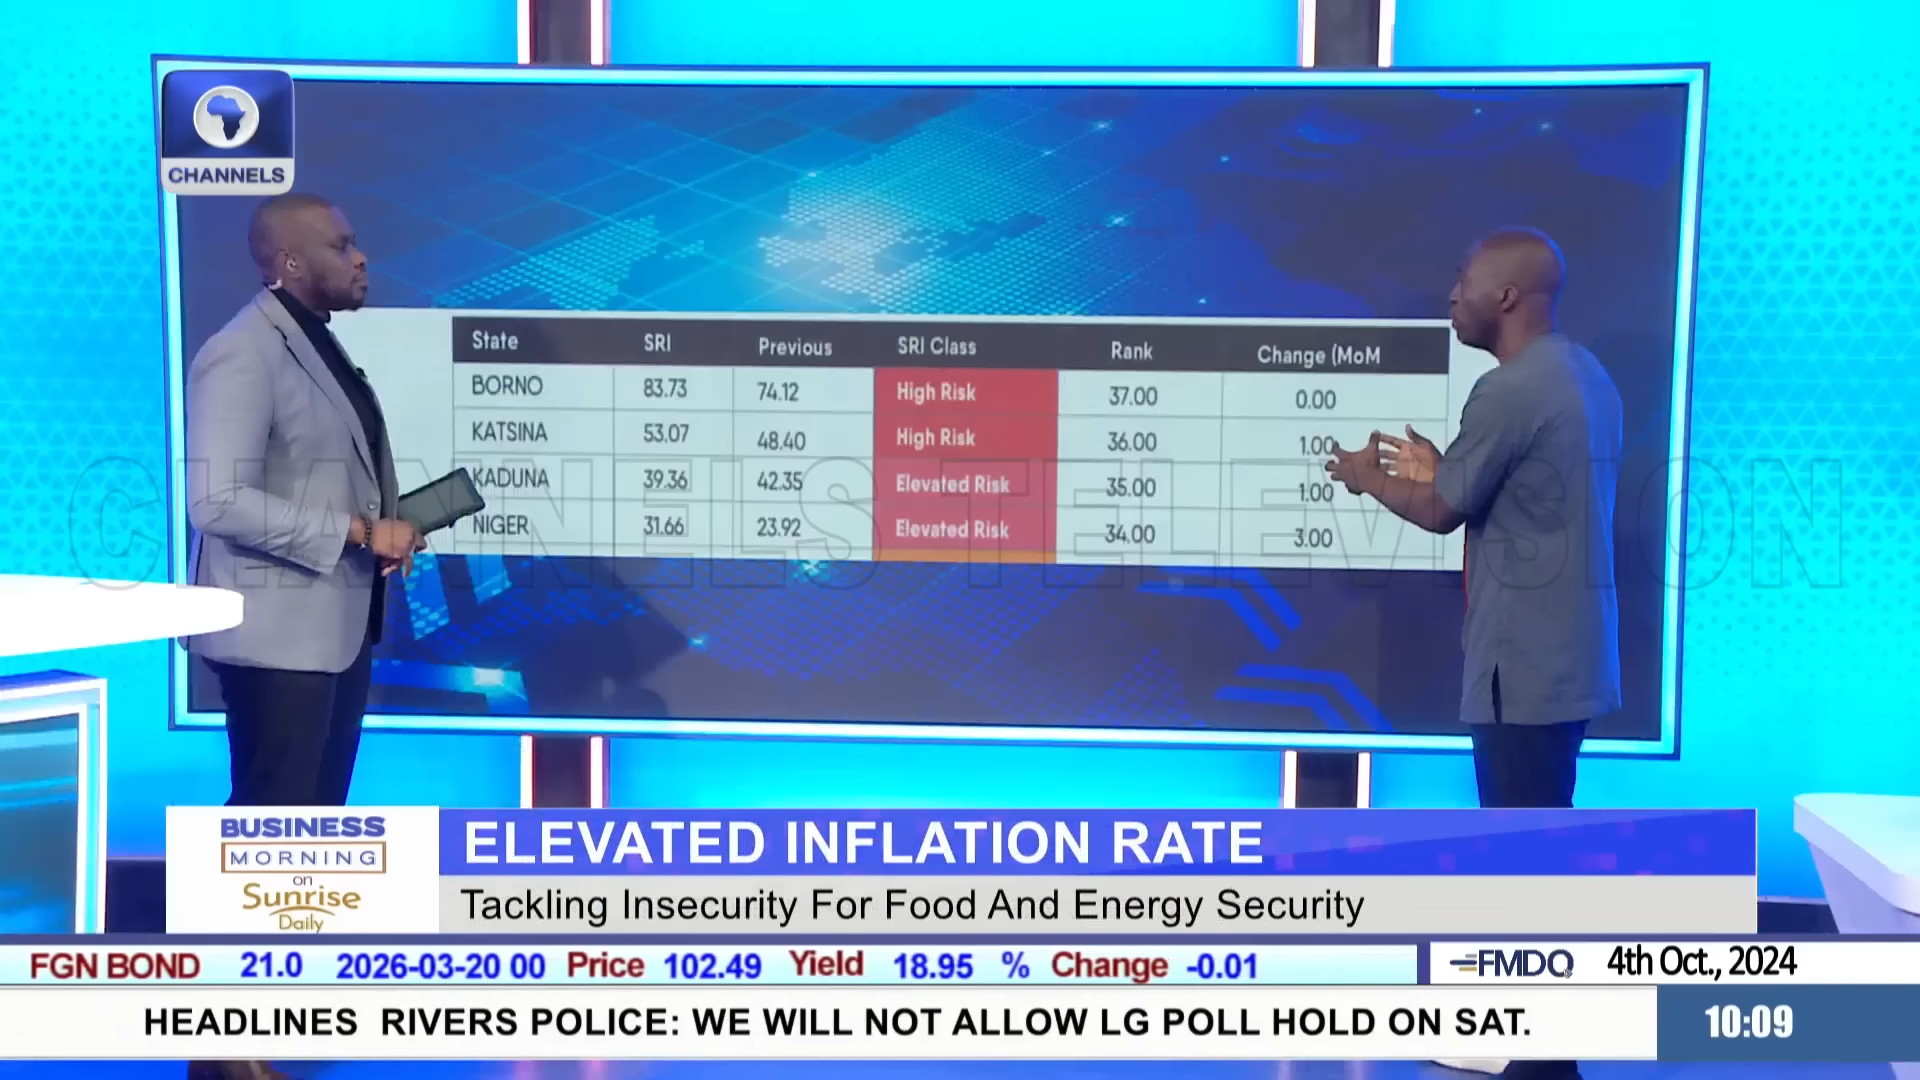 CHANNELS
State SRI Previous SRI Class Rank Change (MoM
BORNO 83.73 74.12 High Risk 37.00 0.00
KATSINA 53.07 48.40 High Risk 36.00 1.00
KADUNA 39.36 42.35 Elevated Risk 35.00 1.00
NIGER 31.66 23.92 Elevated Risk 34.00 3.00
CHANNELS TELEVISION
BUSINESS
MORNING
on
Sunrise
Daily
ELEVATED INFLATION RATE
Tackling Insecurity For Food And Energy Security
FGN BOND 21.0 2026-03-20 00 Price 102.49 Yield 18.95 % Change -0.01
FMDQ 4th Oct., 2024
HEADLINES RIVERS POLICE: WE WILL NOT ALLOW LG POLL HOLD ON SAT.
10:09